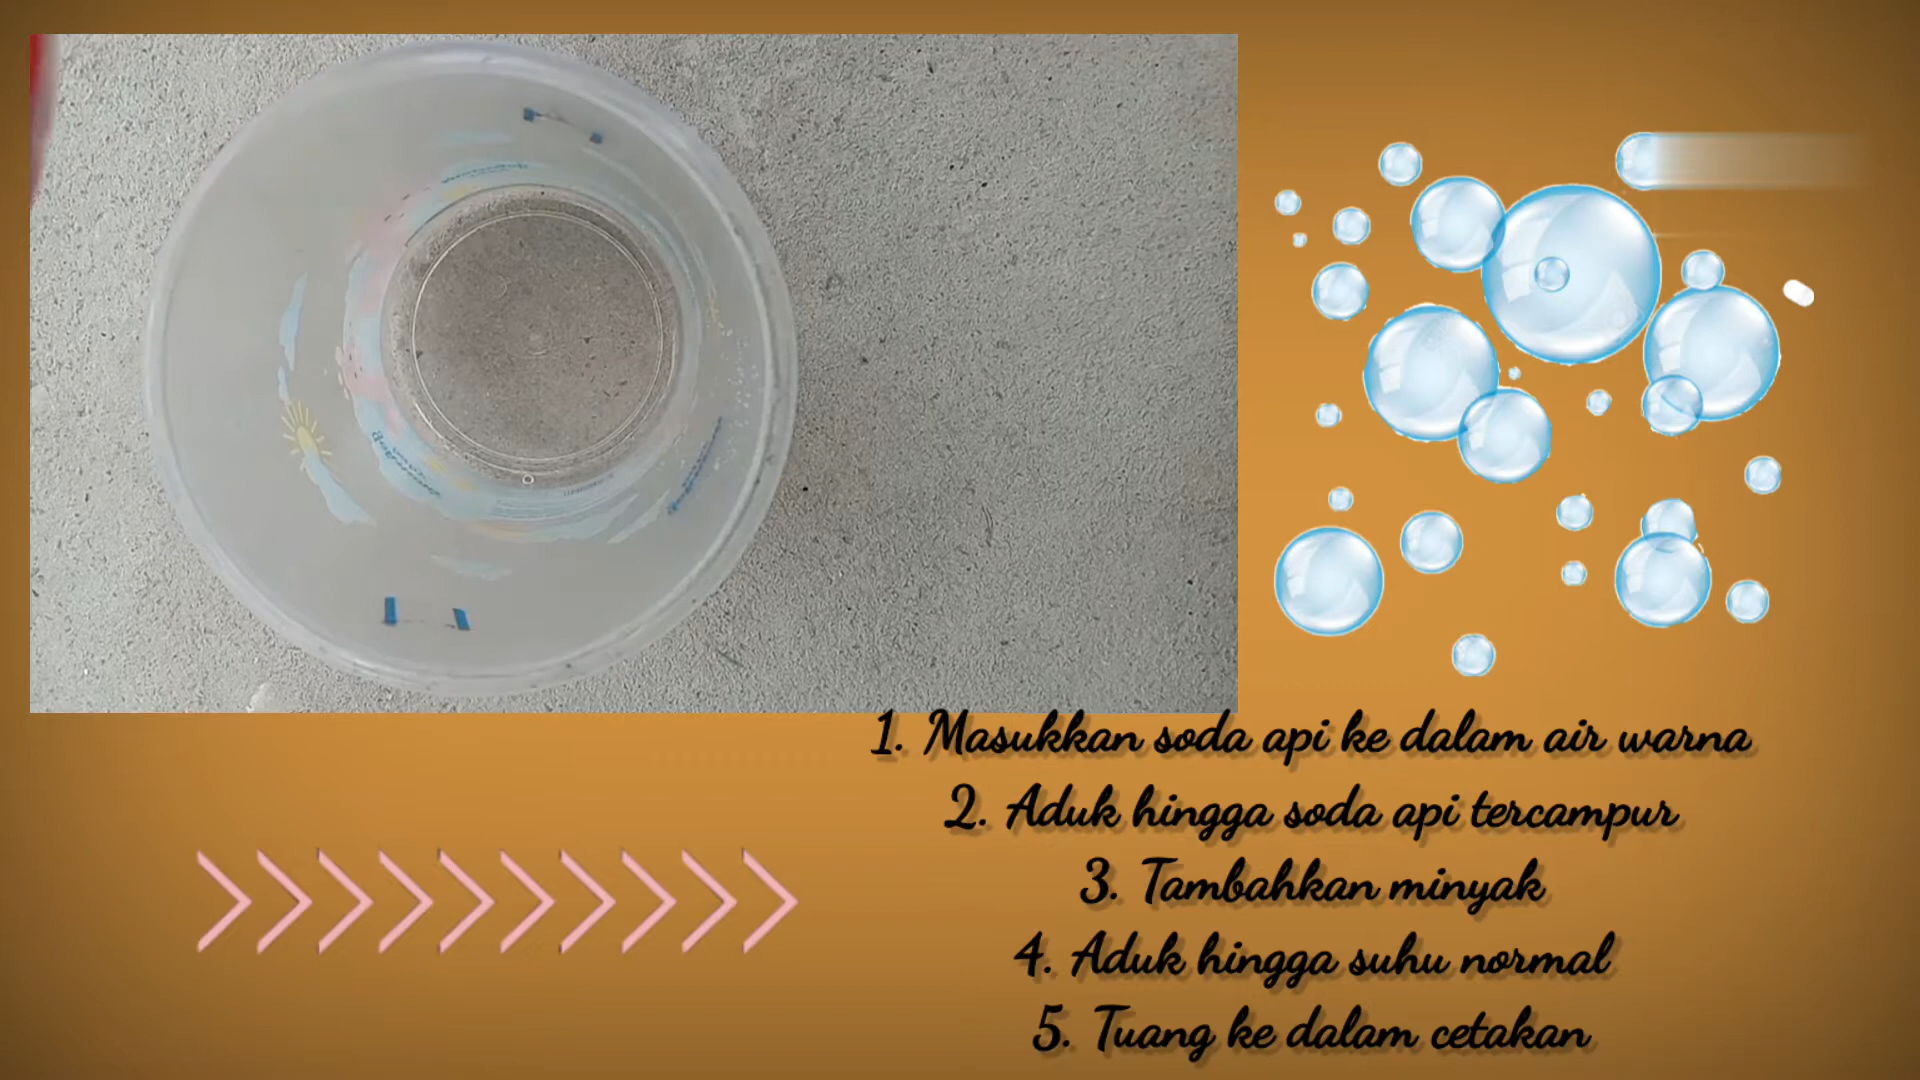 1. Masukkan soda api ke dalam air warna
2. Aduk hingga soda api tercampur
3. Tambahkan minyak
4. Aduk hingga suhu normal
5. Tuang ke dalam cetakan